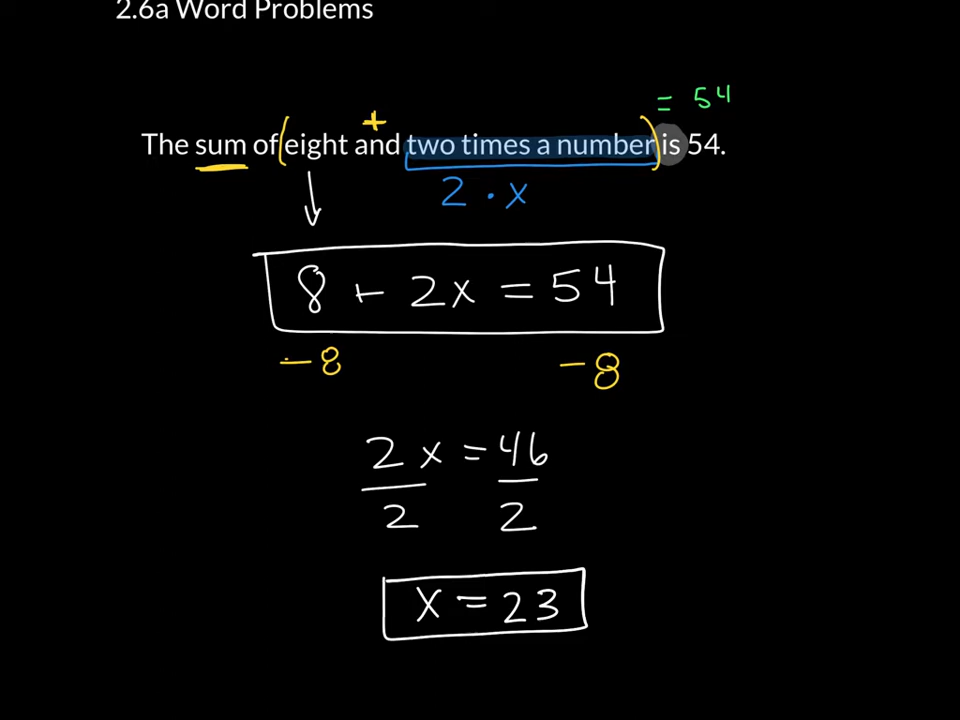 2.6a Word Problems
= 54
+
The sum of (eight and two times a number) is 54.
2 · x
8 + 2x = 54
-8 -8
2x = 46
2 2
x = 23